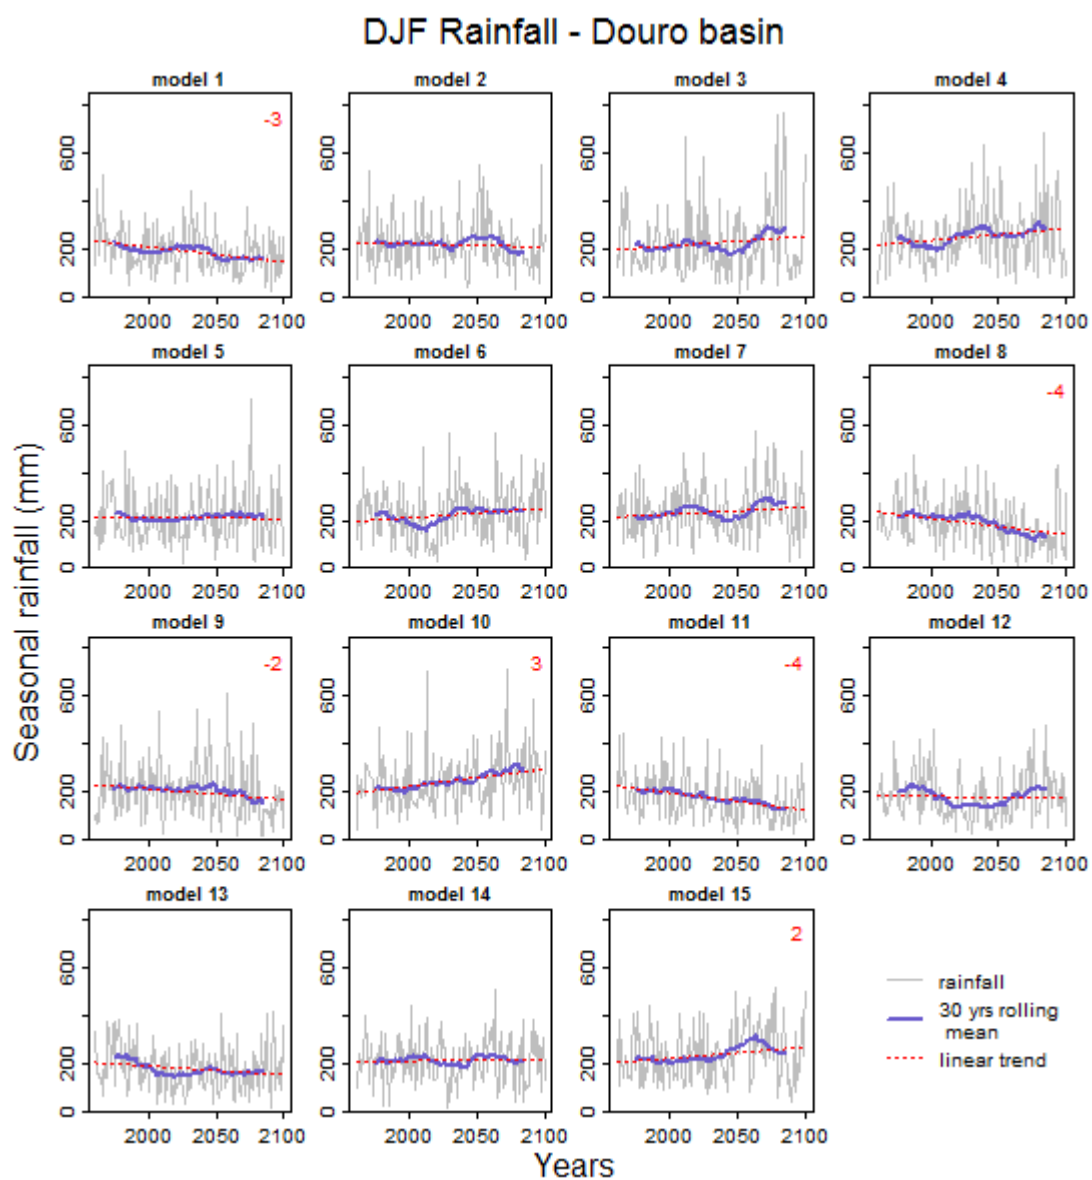 DJF Rainfall - Douro basin
model 1
model 2
model 3
model 4
-3
600
200
0
600
200
0
600
200
0
600
200
0
2000 2050 2100
2000 2050 2100
2000 2050 2100
2000 2050 2100
model 5
model 6
model 7
model 8
-4
600
200
0
600
200
0
600
200
0
600
200
0
2000 2050 2100
2000 2050 2100
2000 2050 2100
2000 2050 2100
Seasonal rainfall (mm)
model 9
model 10
model 11
model 12
-2
3
-4
600
200
0
600
200
0
600
200
0
600
200
0
2000 2050 2100
2000 2050 2100
2000 2050 2100
2000 2050 2100
model 13
model 14
model 15
2
600
200
0
600
200
0
600
200
0
2000 2050 2100
2000 2050 2100
2000 2050 2100
rainfall
30 yrs rolling
mean
linear trend
Years